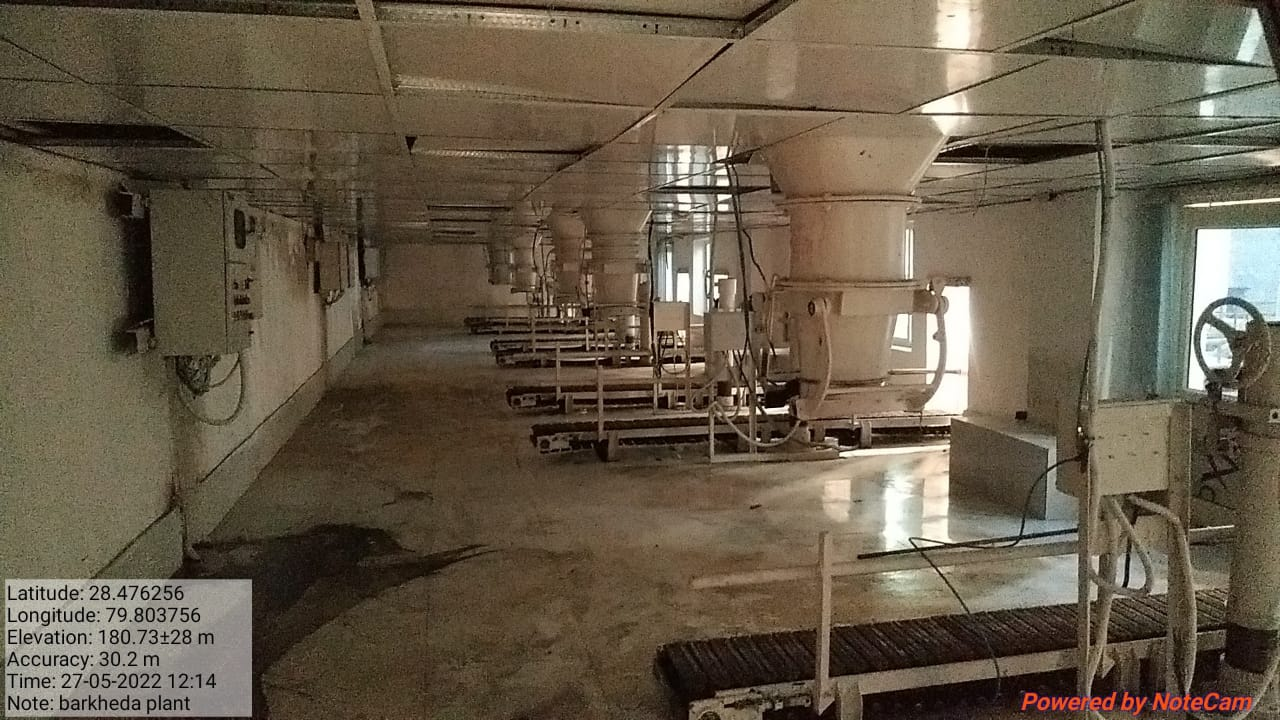 Latitude: 28.476256
Longitude: 79.803756
Elevation: 180.73±28 m
Accuracy: 30.2 m
Time: 27-05-2022 12:14
Note: barkheda plant
Powered by NoteCam